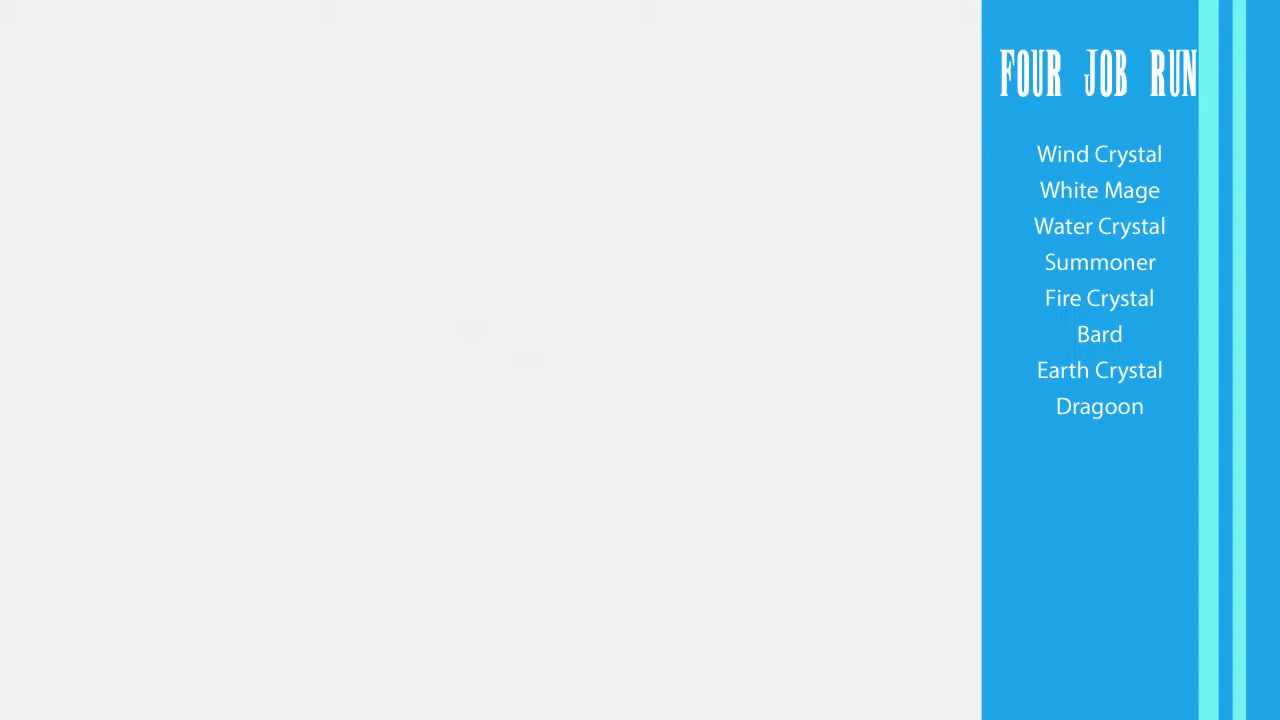 FOUR JOB RUN
Wind Crystal
White Mage
Water Crystal
Summoner
Fire Crystal
Bard
Earth Crystal
Dragoon